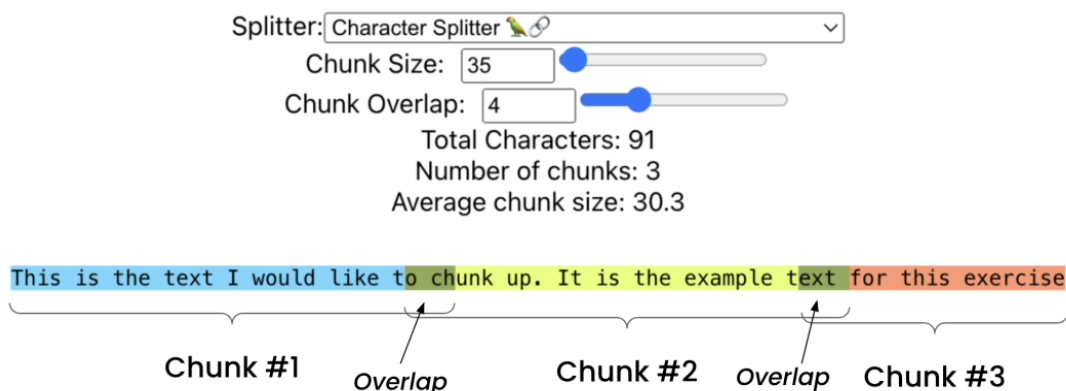 Splitter: Character Splitter 🦜🔗
Chunk Size: 35
Chunk Overlap: 4
Total Characters: 91
Number of chunks: 3
Average chunk size: 30.3
This is the text I would like to chunk up. It is the example text for this exercise
Chunk #1 Overlap Chunk #2 Overlap Chunk #3